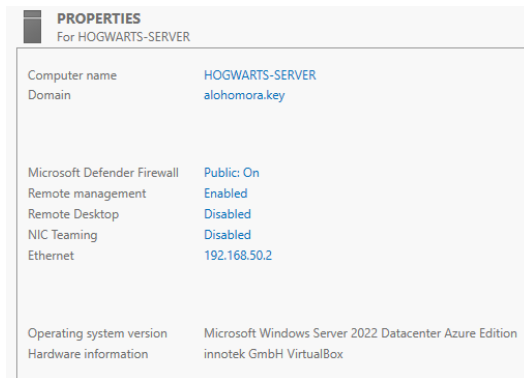 PROPERTIES
For HOGWARTS-SERVER
Computer name HOGWARTS-SERVER
Domain alohomora.key
Microsoft Defender Firewall Public: On
Remote management Enabled
Remote Desktop Disabled
NIC Teaming Disabled
Ethernet 192.168.50.2
Operating system version Microsoft Windows Server 2022 Datacenter Azure Edition
Hardware information innotek GmbH VirtualBox